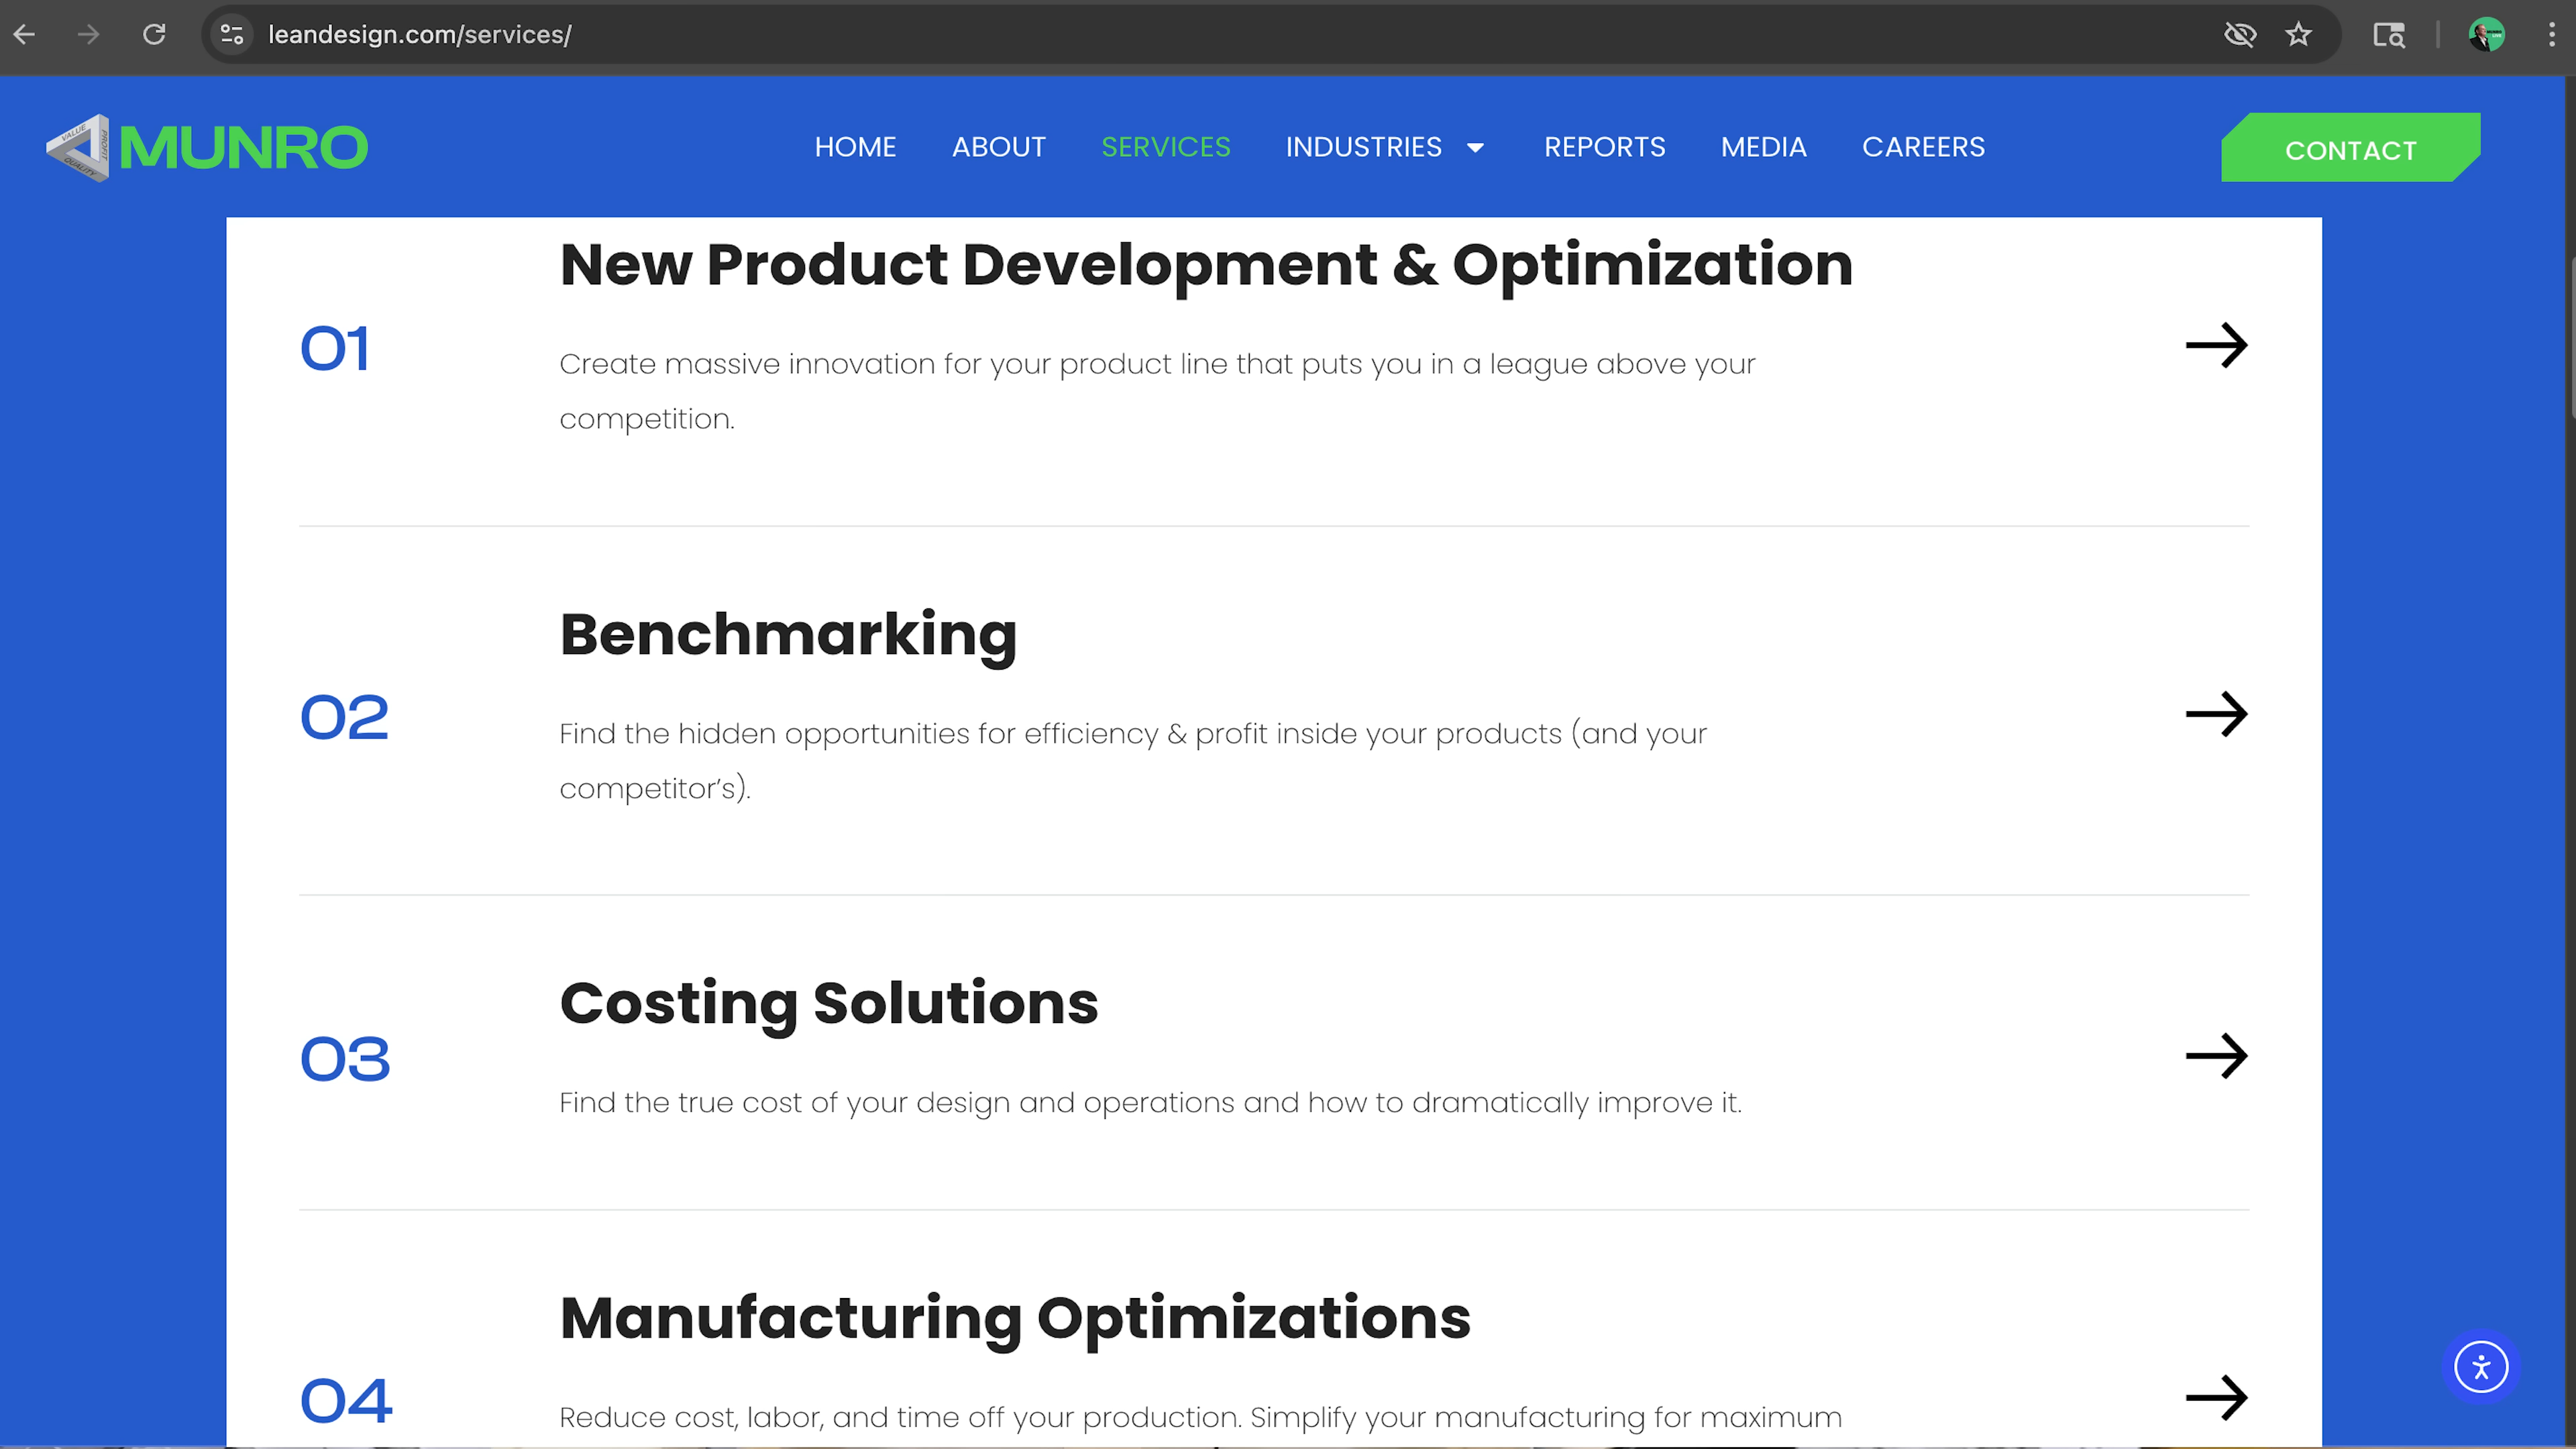 leandesign.com/services/
VALUE
PROFIT
QUALITY
MUNRO
HOME ABOUT SERVICES INDUSTRIES REPORTS MEDIA CAREERS
CONTACT
New Product Development & Optimization
01
Create massive innovation for your product line that puts you in a league above your
competition.
Benchmarking
02
Find the hidden opportunities for efficiency & profit inside your products (and your
competitor’s).
Costing Solutions
03
Find the true cost of your design and operations and how to dramatically improve it.
Manufacturing Optimizations
04
Reduce cost, labor, and time off your production. Simplify your manufacturing for maximum